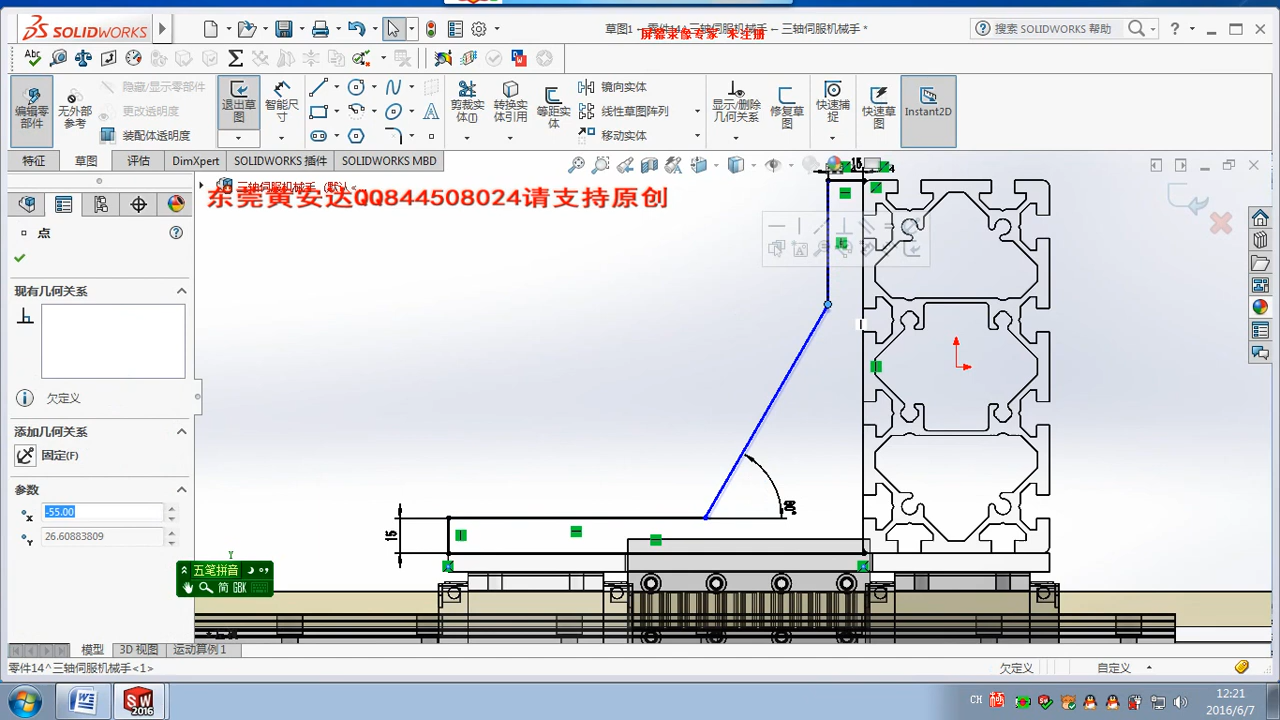 SOLIDWORKS
草图1 - 零件14^三轴伺服机械手 - 三轴伺服机械手 *
屏幕录像专家 未注册
搜索 SOLIDWORKS 帮助
编辑零部件
无外部参考
隐藏/显示零部件
更改透明度
装配体透明度
退出草图
智能尺寸
剪裁实体(T)
转换实体引用
等距实体
镜向实体
线性草图阵列
移动实体
显示/删除几何关系
修复草图
快速捕捉
快速草图
Instant2D
特征
草图
评估
DimXpert
SOLIDWORKS 插件
SOLIDWORKS MBD
三轴伺服机械手 (默认<
东莞黄安达QQ844508024请支持原创
点
现有几何关系
欠定义
添加几何关系
固定(F)
参数
-55.00
26.60883809
15
15
60°
Y
五笔拼音
简 GBK
*上视
模型
3D 视图
运动算例1
零件14^三轴伺服机械手<1>
欠定义
自定义
SW
2016
CH
12:21
2016/6/7